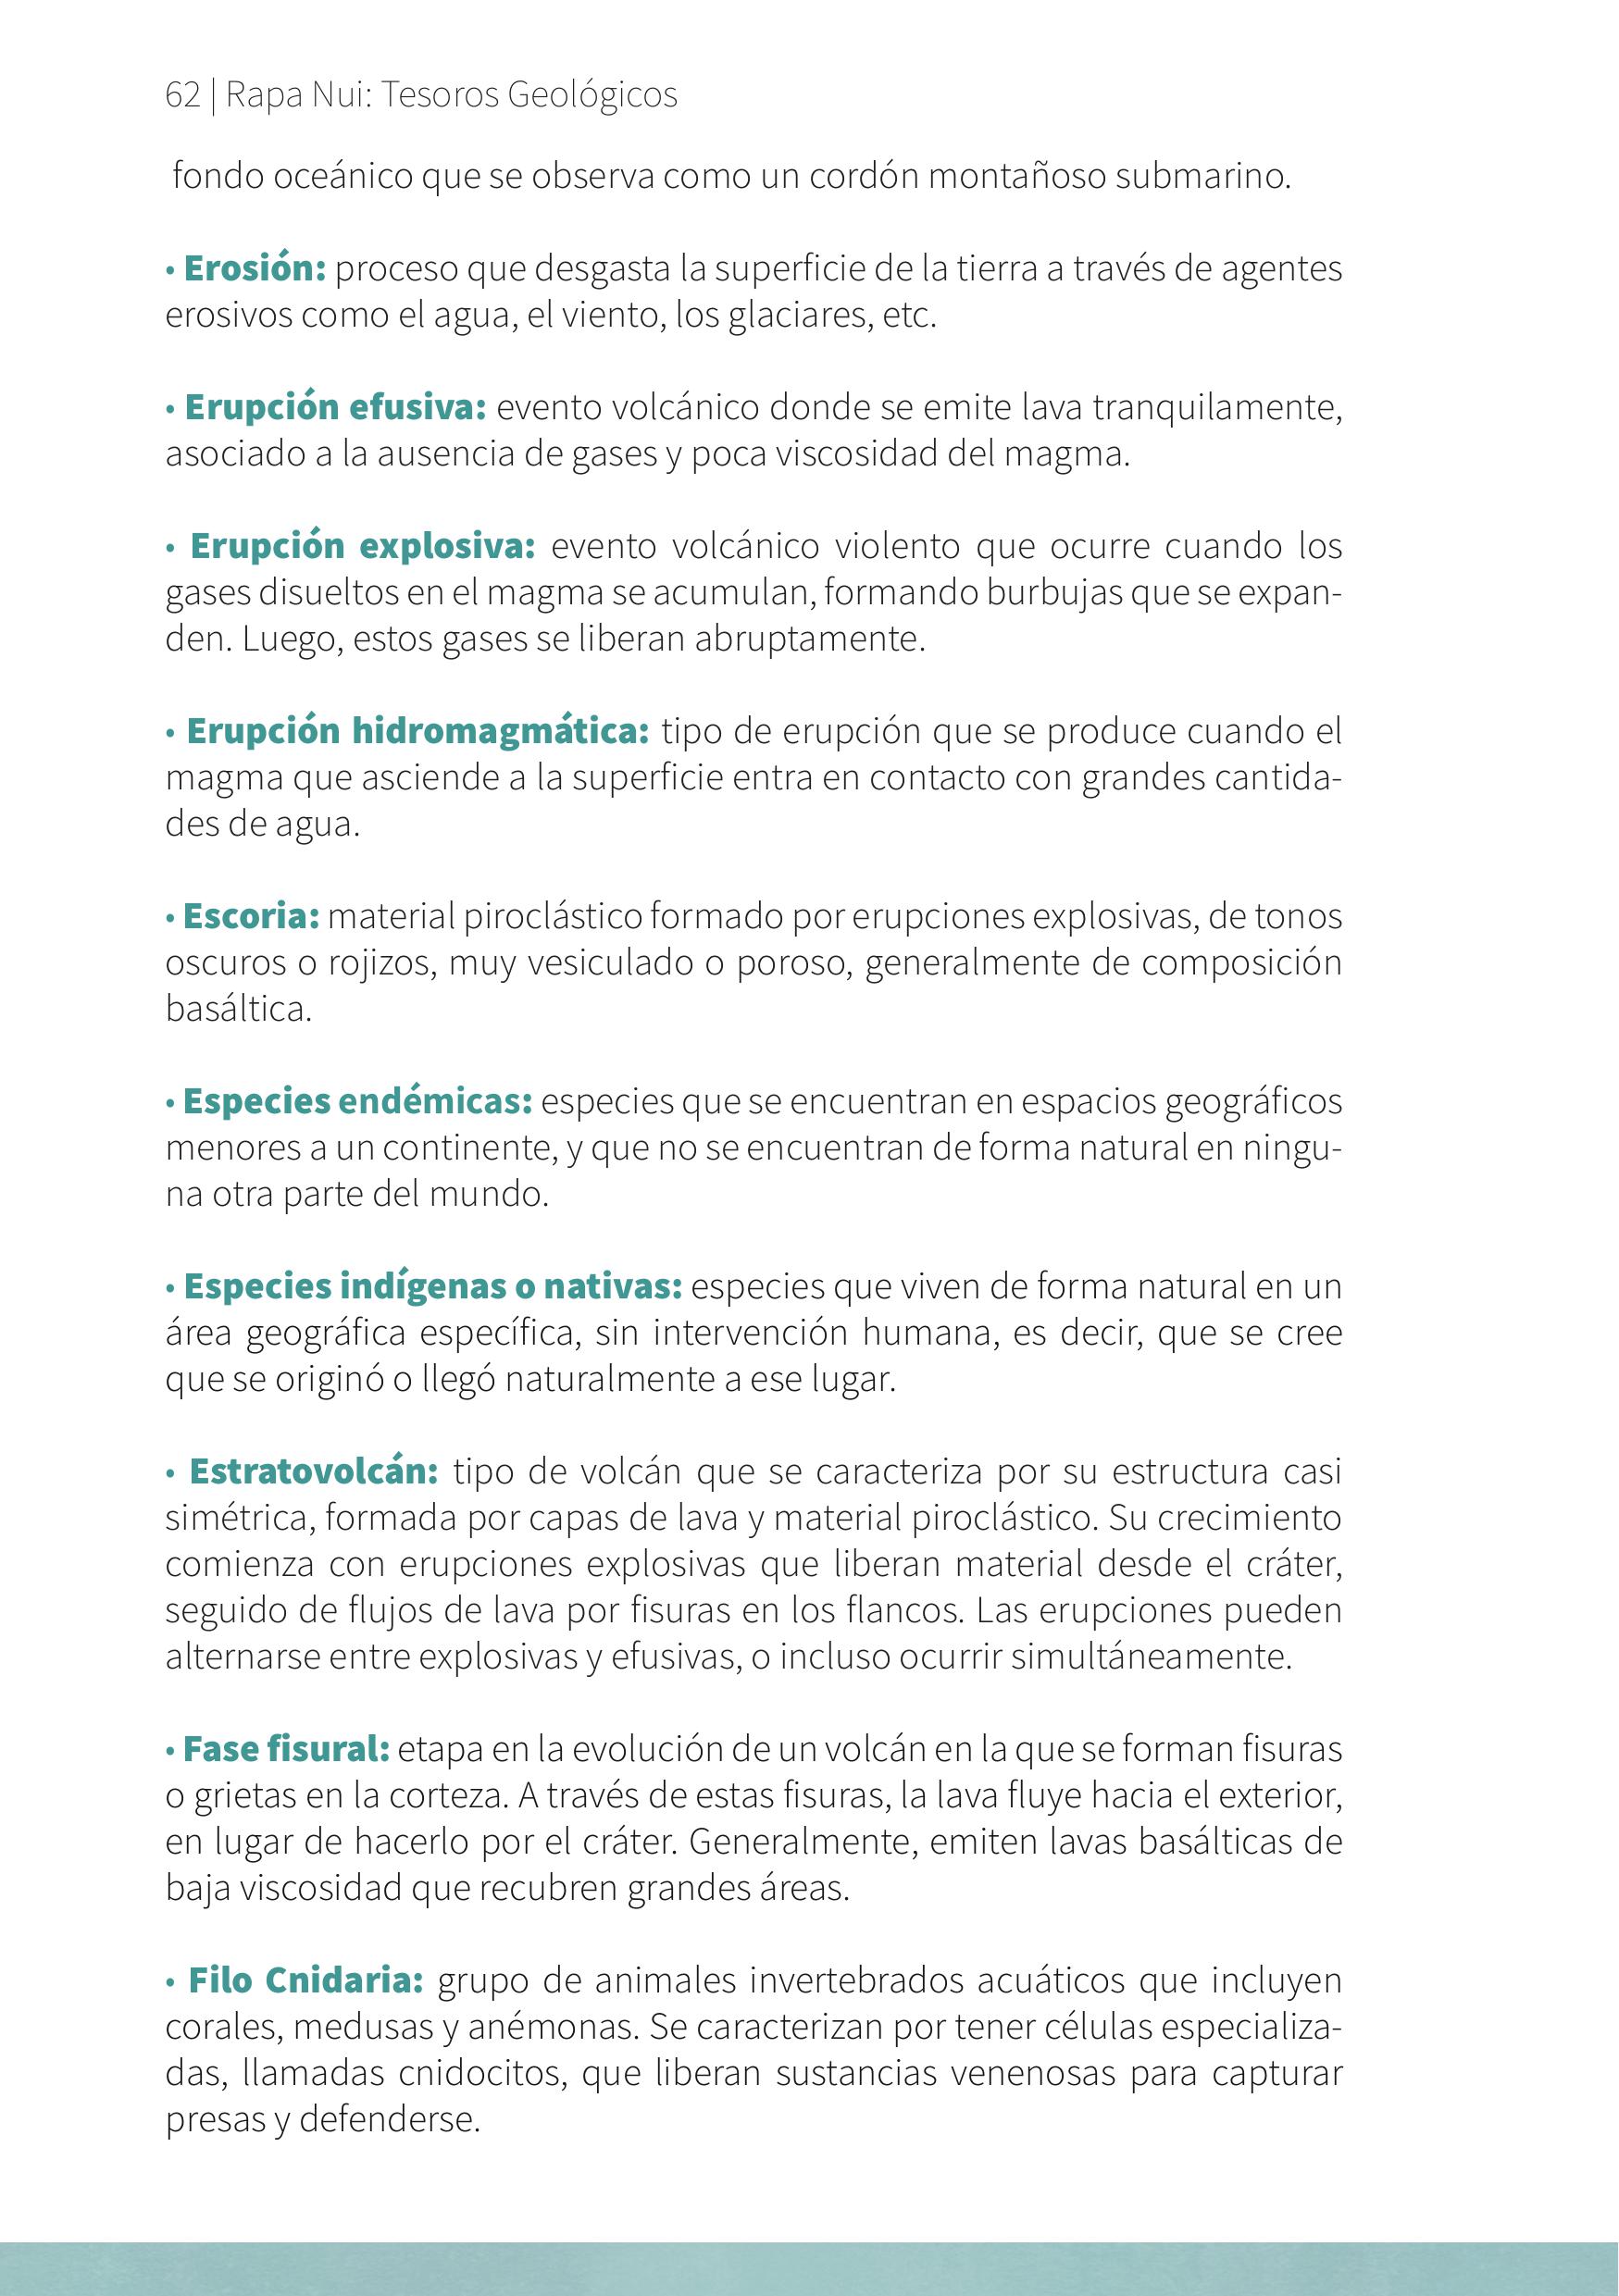 62 | Rapa Nui: Tesoros Geológicos
fondo oceánico que se observa como un cordón montañoso submarino.
• Erosión: proceso que desgasta la superficie de la tierra a través de agentes
erosivos como el agua, el viento, los glaciares, etc.
• Erupción efusiva: evento volcánico donde se emite lava tranquilamente,
asociado a la ausencia de gases y poca viscosidad del magma.
• Erupción explosiva: evento volcánico violento que ocurre cuando los
gases disueltos en el magma se acumulan, formando burbujas que se expan-
den. Luego, estos gases se liberan abruptamente.
• Erupción hidromagmática: tipo de erupción que se produce cuando el
magma que asciende a la superficie entra en contacto con grandes cantida-
des de agua.
• Escoria: material piroclástico formado por erupciones explosivas, de tonos
oscuros o rojizos, muy vesiculado o poroso, generalmente de composición
basáltica.
• Especies endémicas: especies que se encuentran en espacios geográficos
menores a un continente, y que no se encuentran de forma natural en ningu-
na otra parte del mundo.
• Especies indígenas o nativas: especies que viven de forma natural en un
área geográfica específica, sin intervención humana, es decir, que se cree
que se originó o llegó naturalmente a ese lugar.
• Estratovolcán: tipo de volcán que se caracteriza por su estructura casi
simétrica, formada por capas de lava y material piroclástico. Su crecimiento
comienza con erupciones explosivas que liberan material desde el cráter,
seguido de flujos de lava por fisuras en los flancos. Las erupciones pueden
alternarse entre explosivas y efusivas, o incluso ocurrir simultáneamente.
• Fase fisural: etapa en la evolución de un volcán en la que se forman fisuras
o grietas en la corteza. A través de estas fisuras, la lava fluye hacia el exterior,
en lugar de hacerlo por el cráter. Generalmente, emiten lavas basálticas de
baja viscosidad que recubren grandes áreas.
• Filo Cnidaria: grupo de animales invertebrados acuáticos que incluyen
corales, medusas y anémonas. Se caracterizan por tener células especializa-
das, llamadas cnidocitos, que liberan sustancias venenosas para capturar
presas y defenderse.